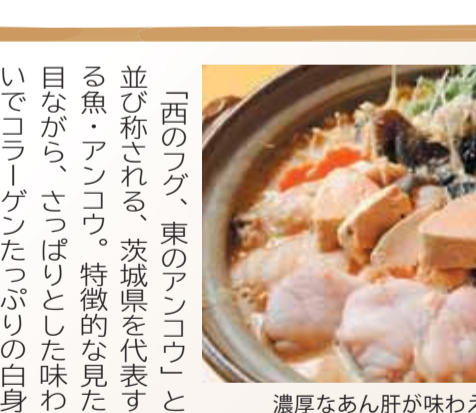 「西のフグ、東のアンコウ」と
並び称される、茨城県を代表す
る魚・アンコウ。特徴的な見た
目ながら、さっぱりとした味わ
いでコラーゲンたっぷりの白身
濃厚なあん肝が味わえ